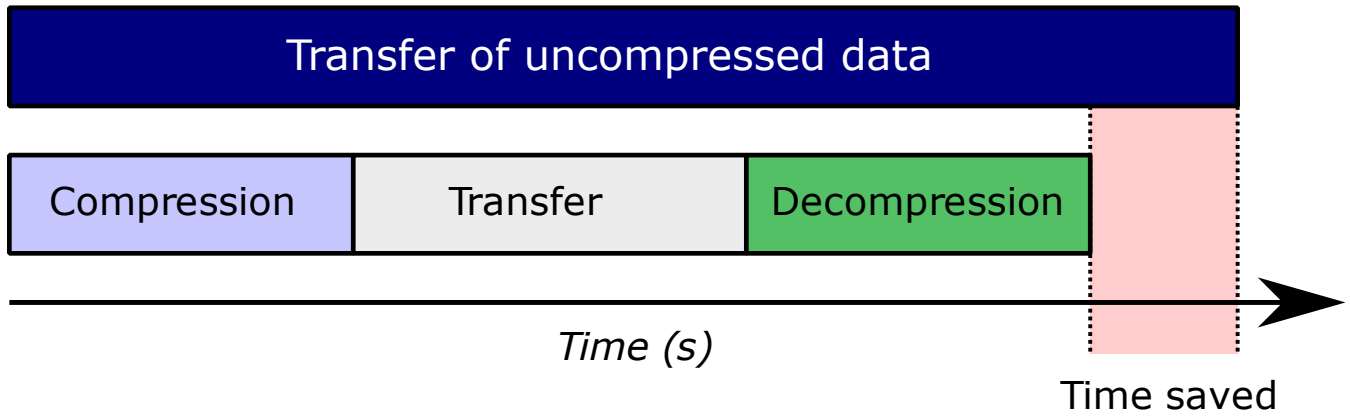 Transfer of uncompressed data
Compression
Transfer
Decompression
Time (s)
Time saved